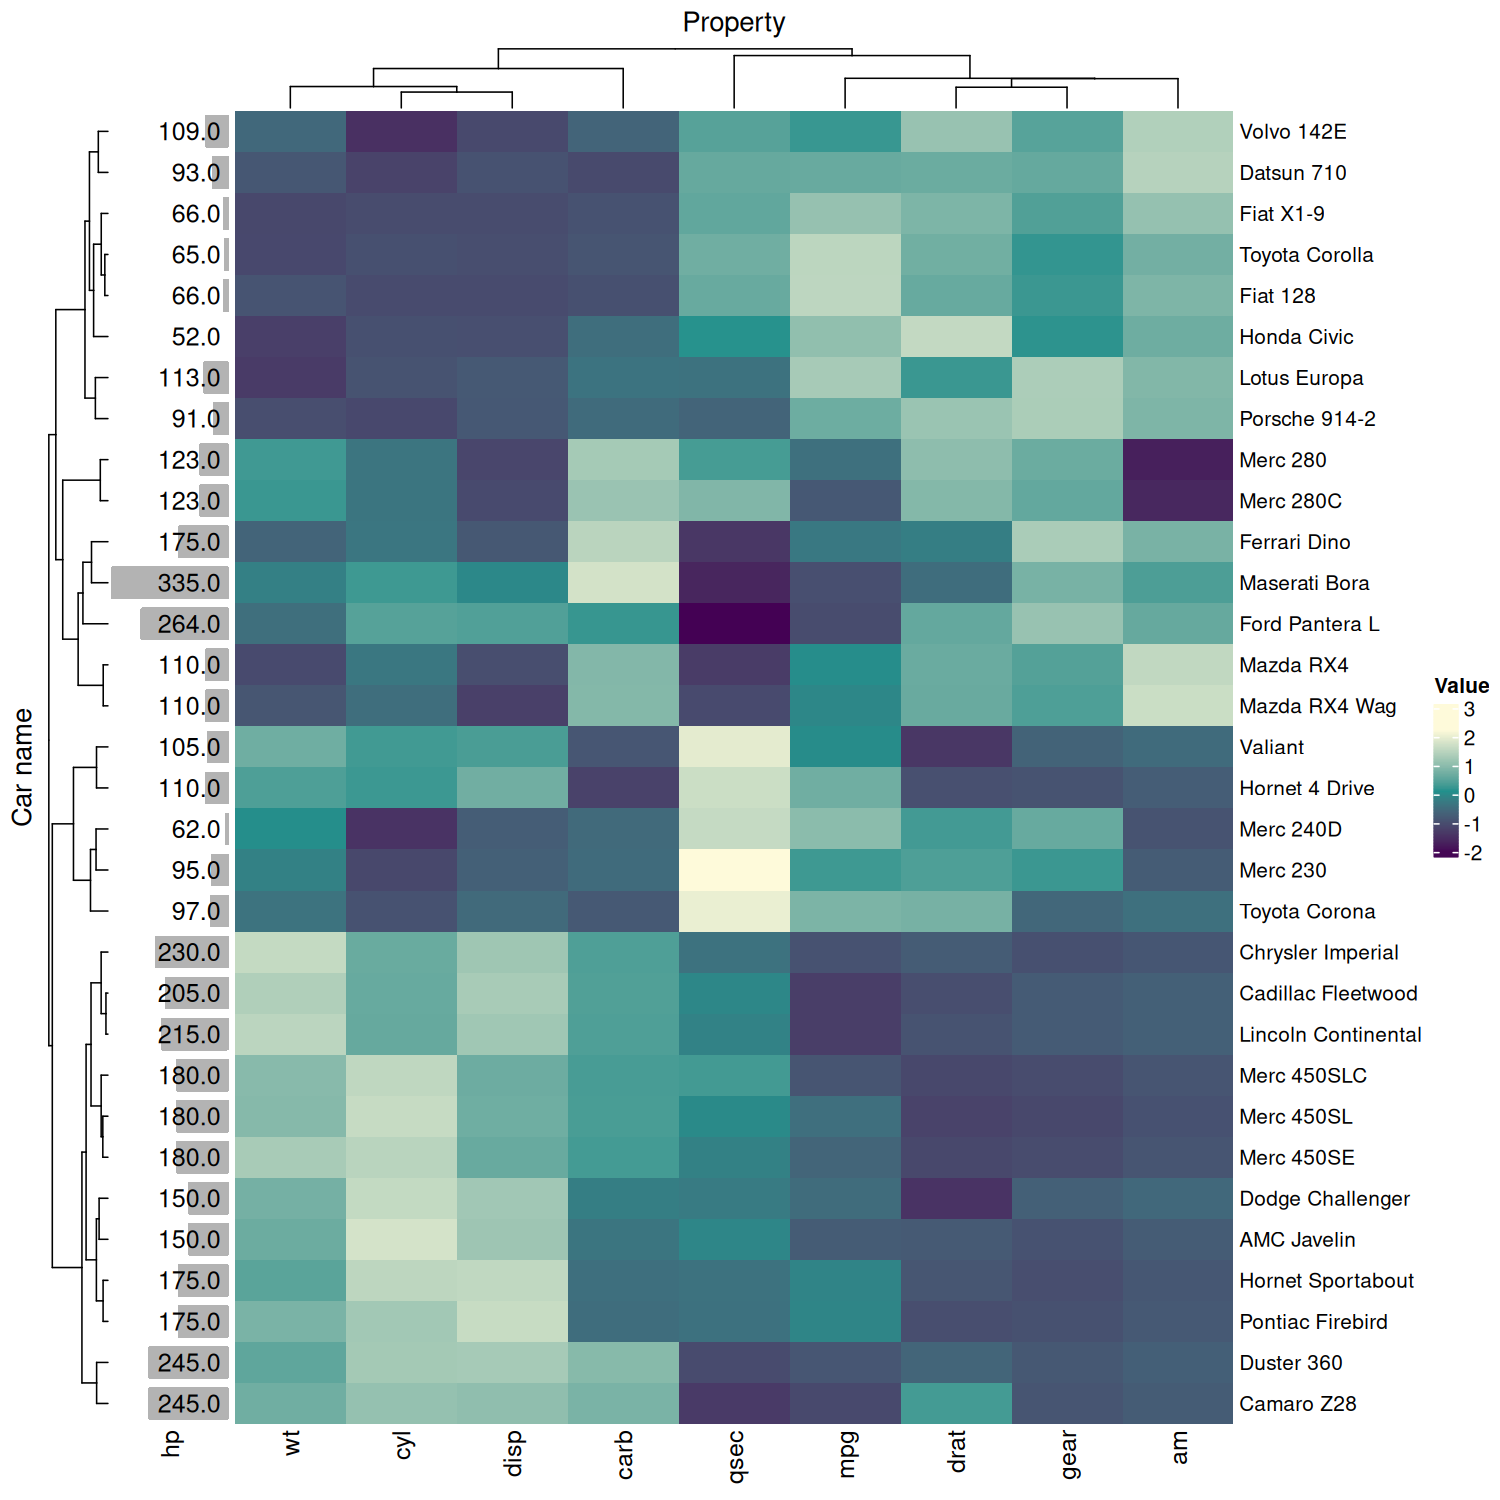 Property
109.0 Volvo 142E
93.0 Datsun 710
66.0 Fiat X1-9
65.0 Toyota Corolla
66.0 Fiat 128
52.0 Honda Civic
113.0 Lotus Europa
91.0 Porsche 914-2
123.0 Merc 280
123.0 Merc 280C
175.0 Ferrari Dino
335.0 Maserati Bora
264.0 Ford Pantera L
110.0 Mazda RX4
110.0 Mazda RX4 Wag
105.0 Valiant
110.0 Hornet 4 Drive
62.0 Merc 240D
95.0 Merc 230
97.0 Toyota Corona
230.0 Chrysler Imperial
205.0 Cadillac Fleetwood
215.0 Lincoln Continental
180.0 Merc 450SLC
180.0 Merc 450SL
180.0 Merc 450SE
150.0 Dodge Challenger
150.0 AMC Javelin
175.0 Hornet Sportabout
175.0 Pontiac Firebird
245.0 Duster 360
245.0 Camaro Z28
Car name
hp wt cyl disp carb qsec mpg drat gear am
Value
3
2
1
0
-1
-2